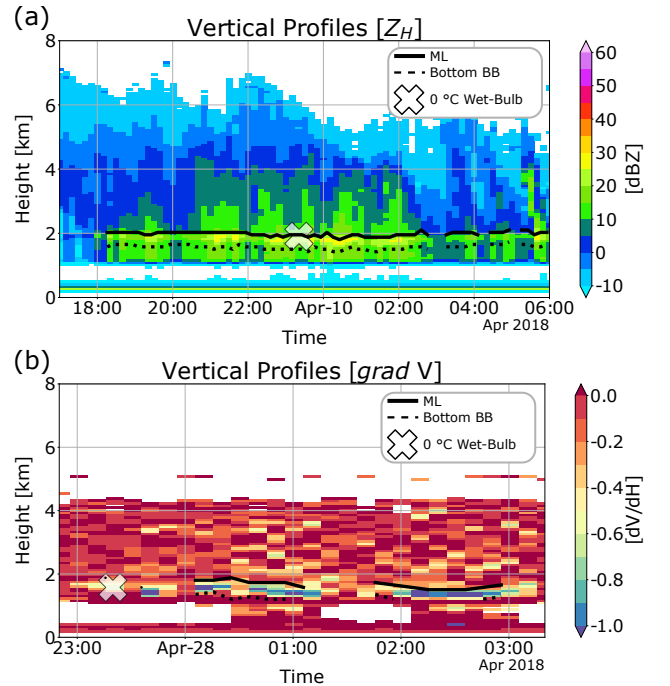 (a)
Vertical Profiles [Z_H]
ML
Bottom BB
0 °C Wet-Bulb
Height [km]
8
6
4
2
0
18:00 20:00 22:00 Apr-10 02:00 04:00 06:00
Time
Apr 2018
60
50
40
30
20
10
0
-10
[dBZ]
(b)
Vertical Profiles [grad V]
ML
Bottom BB
0 °C Wet-Bulb
Height [km]
8
6
4
2
0
23:00 Apr-28 01:00 02:00 03:00
Time
Apr 2018
0.0
-0.2
-0.4
-0.6
-0.8
-1.0
[dV/dH]